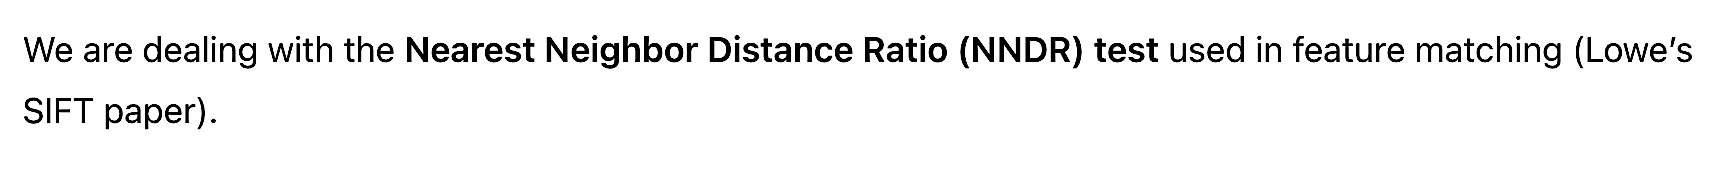 We are dealing with the Nearest Neighbor Distance Ratio (NNDR) test used in feature matching (Lowe’s
SIFT paper).